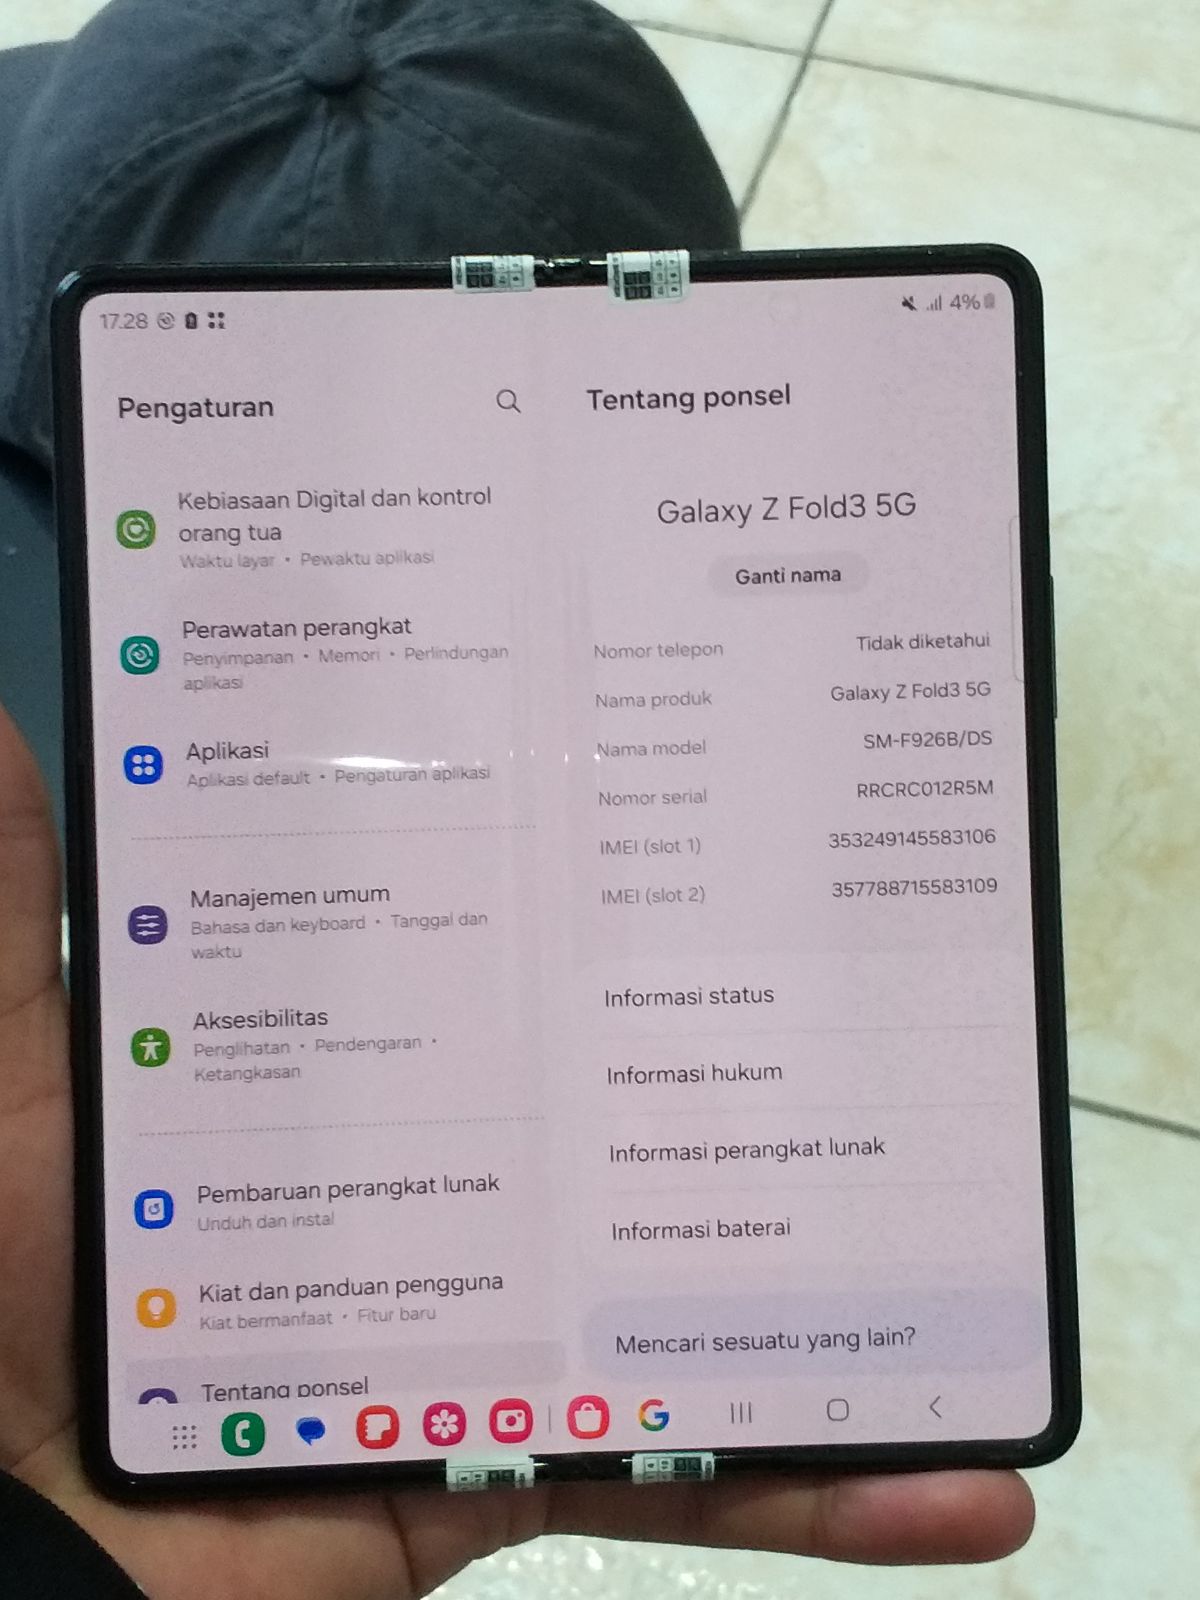 17.28
4%
Pengaturan
Kebiasaan Digital dan kontrol
orang tua
Waktu layar • Pewaktu aplikasi
Perawatan perangkat
Penyimpanan • Memori • Perlindungan
aplikasi
Aplikasi
Aplikasi default • Pengaturan aplikasi
Manajemen umum
Bahasa dan keyboard • Tanggal dan
waktu
Aksesibilitas
Penglihatan • Pendengaran •
Ketangkasan
Pembaruan perangkat lunak
Unduh dan instal
Kiat dan panduan pengguna
Kiat bermanfaat • Fitur baru
Tentang ponsel
Tentang ponsel
Galaxy Z Fold3 5G
Ganti nama
Nomor telepon Tidak diketahui
Nama produk Galaxy Z Fold3 5G
Nama model SM-F926B/DS
Nomor serial RRCRC012R5M
IMEI (slot 1) 353249145583106
IMEI (slot 2) 357788715583109
Informasi status
Informasi hukum
Informasi perangkat lunak
Informasi baterai
Mencari sesuatu yang lain?